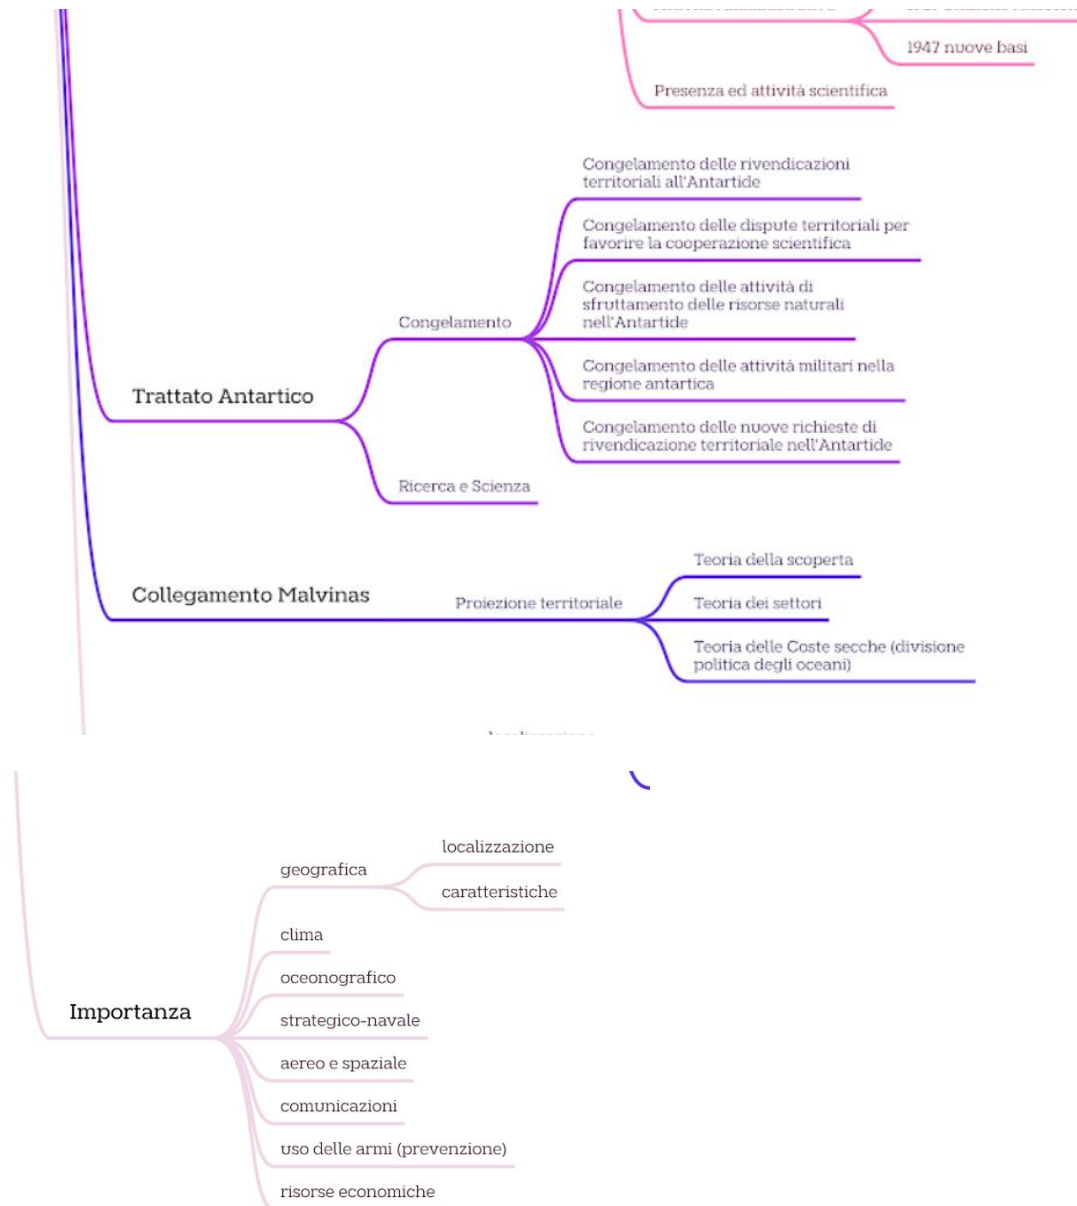 1947 nuove basi
Presenza ed attività scientifica
Congelamento delle rivendicazioni
territoriali all'Antartide
Congelamento delle dispute territoriali per
favorire la cooperazione scientifica
Congelamento delle attività di
sfruttamento delle risorse naturali
nell'Antartide
Congelamento
Congelamento delle attività militari nella
regione antartica
Trattato Antartico
Congelamento delle nuove richieste di
rivendicazione territoriale nell'Antartide
Ricerca e Scienza
Teoria della scoperta
Collegamento Malvinas
Proiezione territoriale
Teoria dei settori
Teoria delle Coste secche (divisione
politica degli oceani)
localizzazione
geografica
caratteristiche
clima
oceonografico
Importanza
strategico-navale
aereo e spaziale
comunicazioni
uso delle armi (prevenzione)
risorse economiche